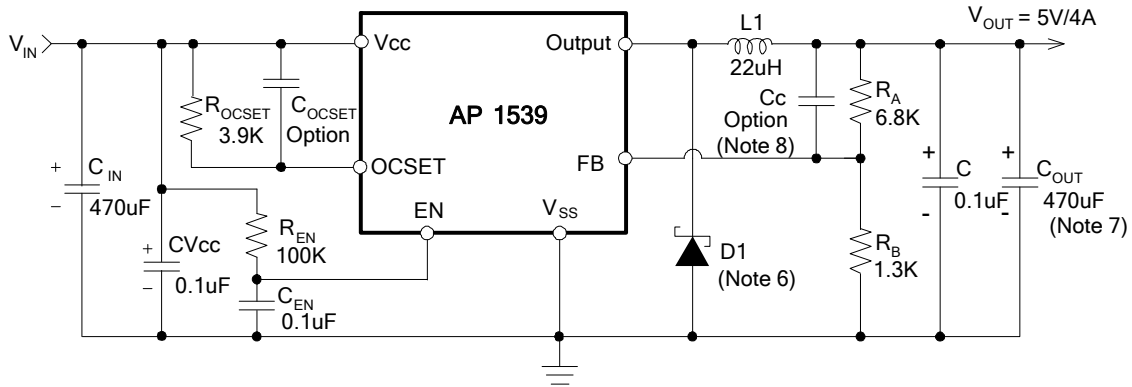 V_IN
Vcc
Output
L1
22uH
V_OUT = 5V/4A
R_OCSET
3.9K
C_OCSET
Option
AP 1539
Cc
Option
(Note 8)
R_A
6.8K
OCSET
FB
+
C_IN
470uF
-
EN
V_SS
+
C
0.1uF
-
+
C_OUT
470uF
(Note 7)
-
R_EN
100K
+
CVcc
0.1uF
-
D1
(Note 6)
R_B
1.3K
C_EN
0.1uF